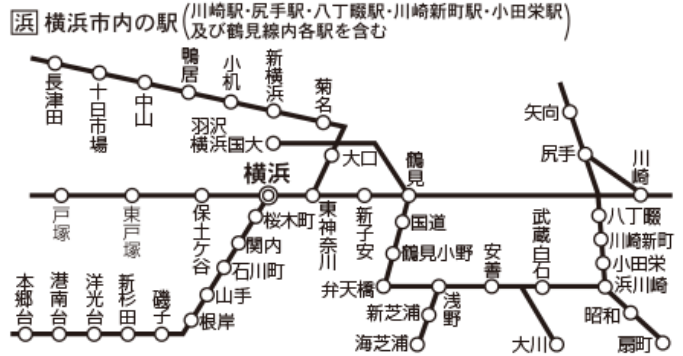 浜 横浜市内の駅(川崎駅・尻手駅・八丁畷駅・川崎新町駅・小田栄駅
及び鶴見線内各駅を含む)
長津田
十日市場
中山
鴨居
小机
新横浜
菊名
羽沢
横浜国大
大口
鶴見
矢向
尻手
川崎
横浜
戸塚
東戸塚
保土ケ谷
桜木町
東神奈川
新子安
国道
八丁畷
関内
鶴見小野
武蔵白石
川崎新町
石川町
安善
小田栄
本郷台
港南台
洋光台
新杉田
磯子
山手
弁天橋
浅野
浜川崎
根岸
新芝浦
昭和
海芝浦
大川
扇町